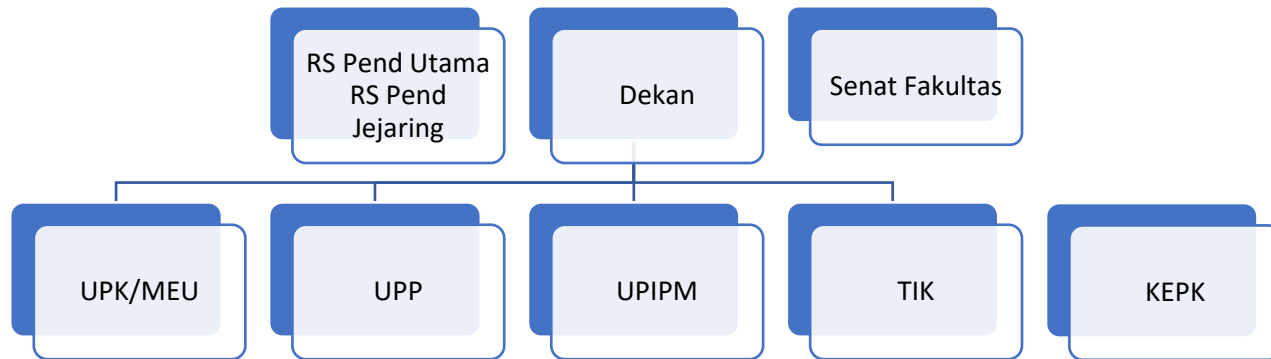 RS Pend Utama
RS Pend
Jejaring
Dekan
Senat Fakultas
UPK/MEU
UPP
UPIPM
TIK
KEPK